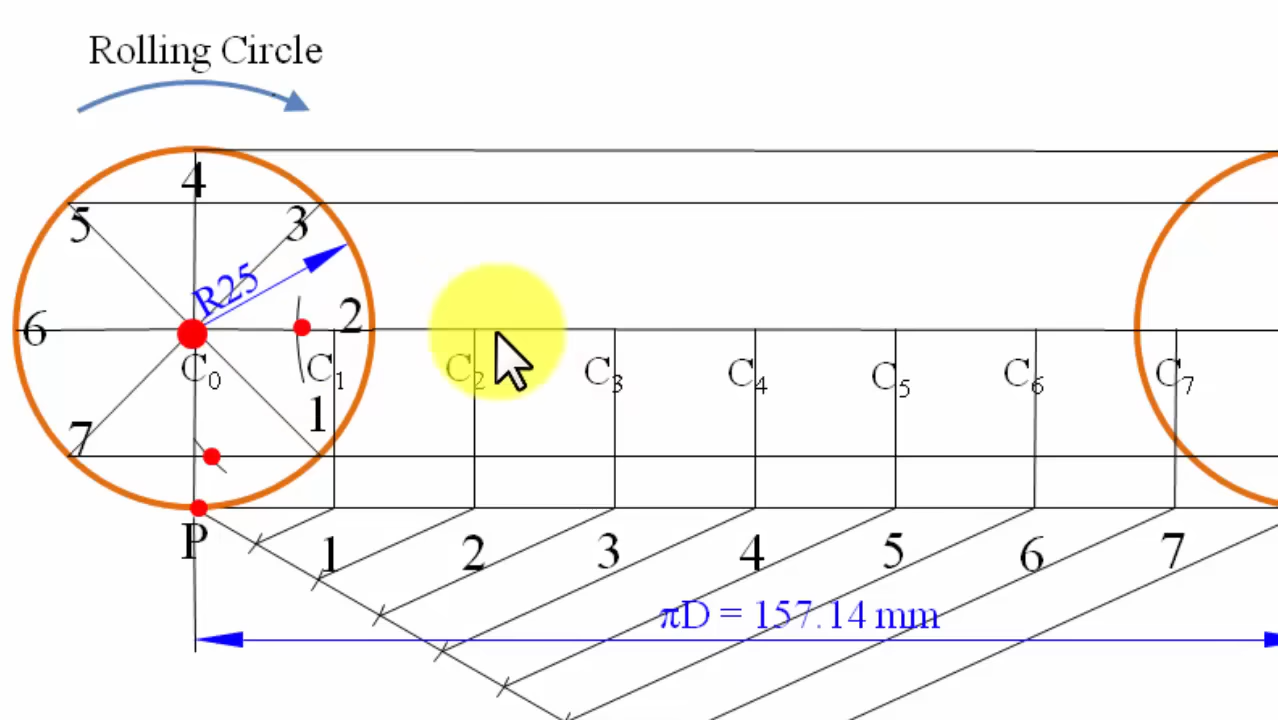 Rolling Circle
4
5
3
R25
6
2
C0
C1
C2
C3
C4
C5
C6
C7
1
7
P
1
2
3
4
5
6
7
πD = 157.14 mm